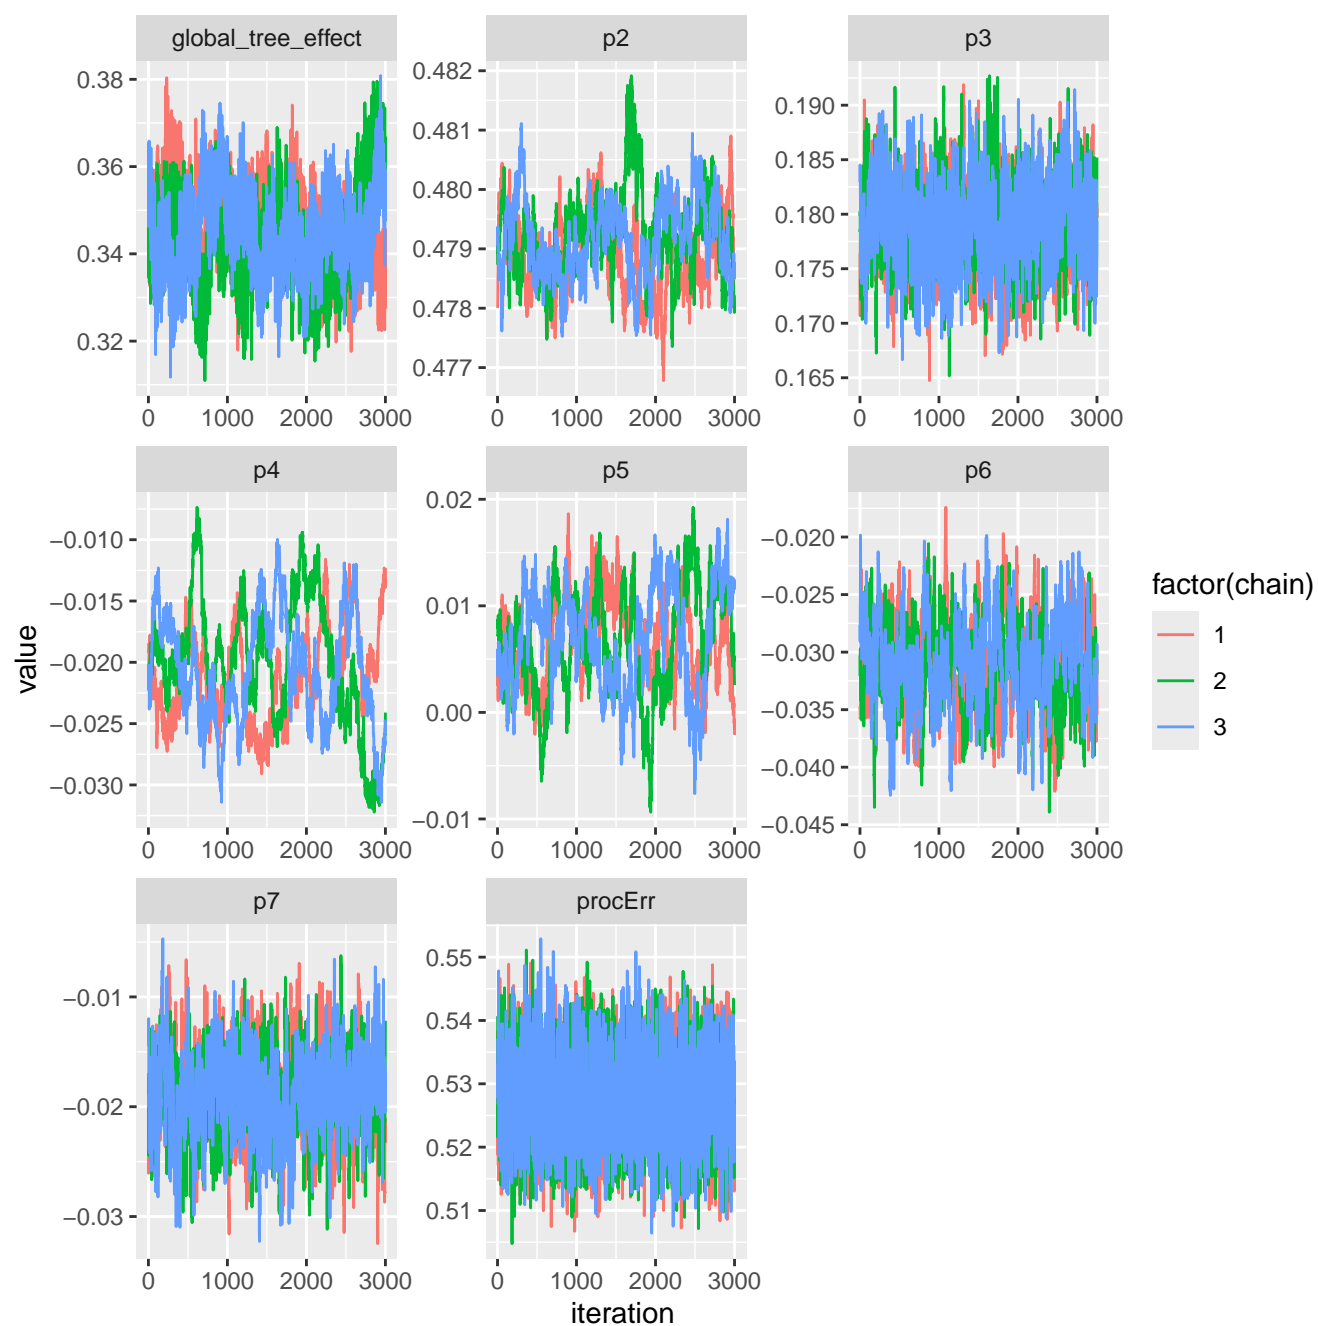 global_tree_effect
p2
p3
0.38
0.36
0.34
0.32
0.482
0.481
0.480
0.479
0.478
0.477
0.190
0.185
0.180
0.175
0.170
0.165
0 1000 2000 3000
0 1000 2000 3000
0 1000 2000 3000
p4
p5
p6
−0.010
−0.015
−0.020
−0.025
−0.030
0.02
0.01
0.00
−0.01
−0.020
−0.025
−0.030
−0.035
−0.040
−0.045
0 1000 2000 3000
0 1000 2000 3000
0 1000 2000 3000
p7
procErr
−0.01
−0.02
−0.03
0.55
0.54
0.53
0.52
0.51
0 1000 2000 3000
0 1000 2000 3000
value
iteration
factor(chain)
1
2
3